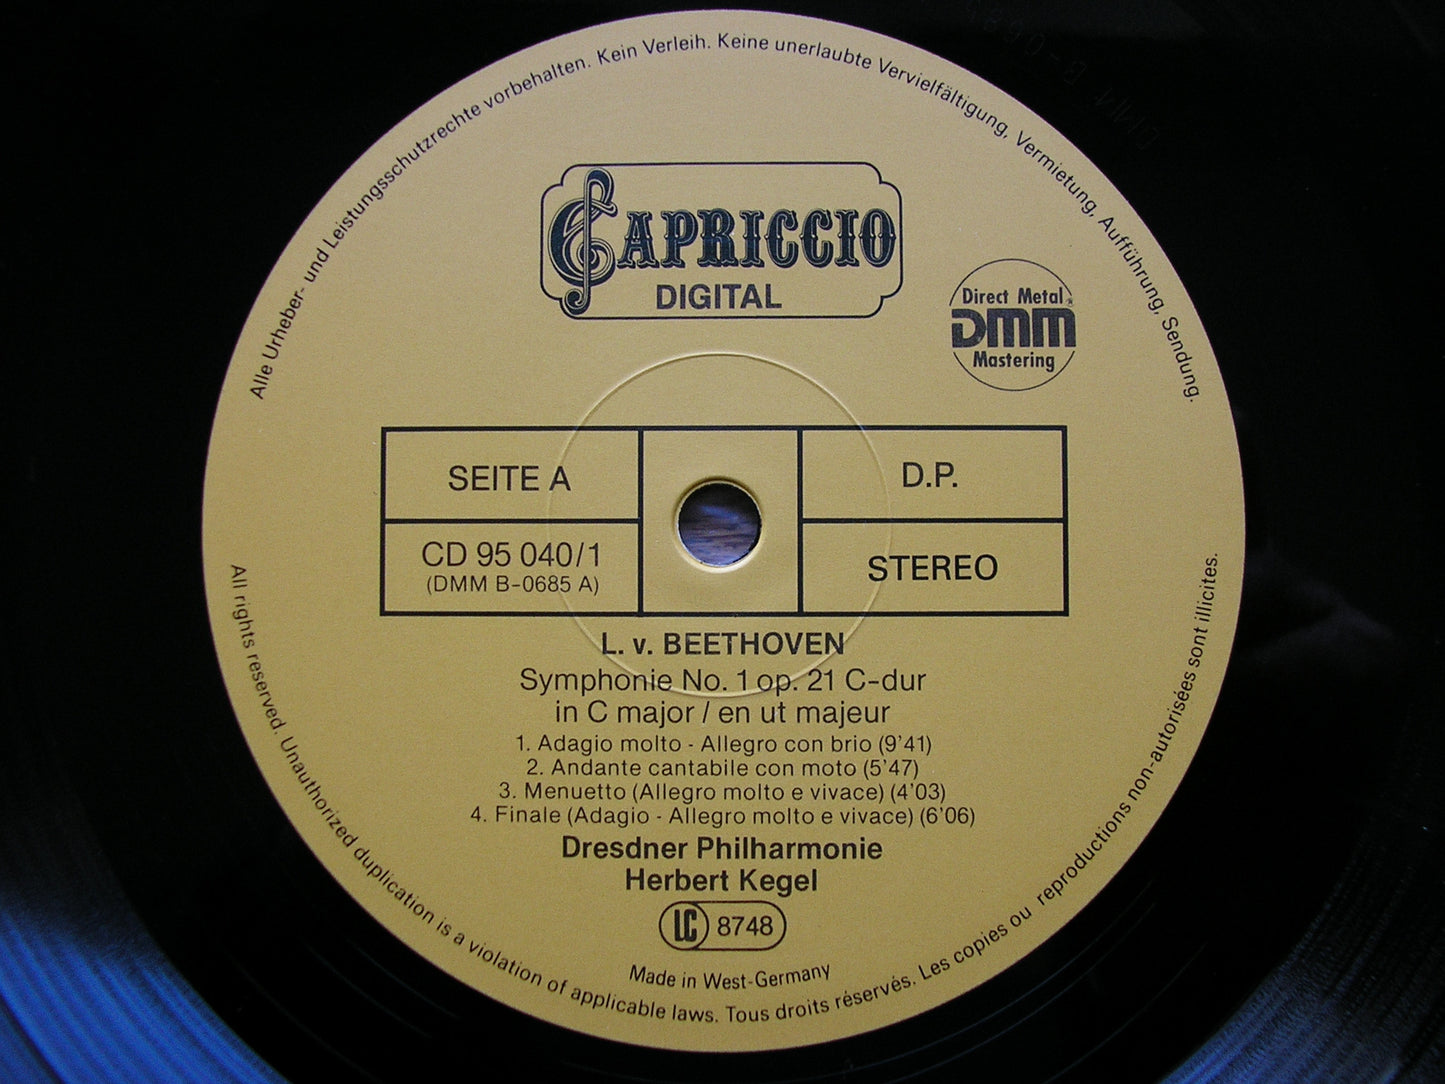 Alle Urheber- und Leistungsschutzrechte vorbehalten. Kein Verleih. Keine unerlaubte Vervielfältigung, Vermietung, Aufführung, Sendung.
CAPRICCIO
DIGITAL
Direct Metal
DMM
Mastering
SEITE A
D.P.
CD 95 040/1
(DMM B-0685 A)
STEREO
L. v. BEETHOVEN
Symphonie No. 1 op. 21 C-dur
in C major / en ut majeur
1. Adagio molto - Allegro con brio (9'41)
2. Andante cantabile con moto (5'47)
3. Menuetto (Allegro molto e vivace) (4'03)
4. Finale (Adagio - Allegro molto e vivace) (6'06)
Dresdner Philharmonie
Herbert Kegel
LC 8748
Made in West-Germany
All rights reserved. Unauthorized duplication is a violation of applicable laws. Tous droits réservés. Les copies ou reproductions non-autorisées sont illicites.